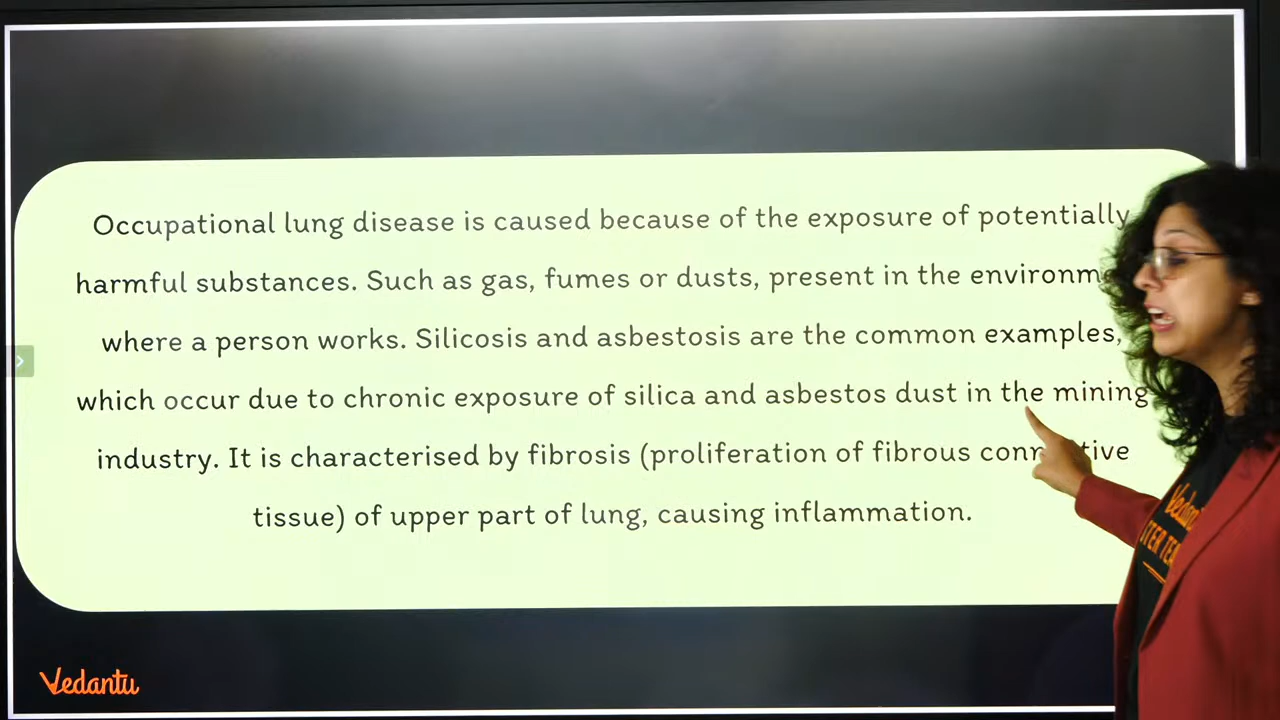 Occupational lung disease is caused because of the exposure of potentially
harmful substances. Such as gas, fumes or dusts, present in the
where a person works. Silicosis and asbestosis are the common examples,
which occur due to chronic exposure of silica and asbestos dust in the mining
industry. It is characterised by fibrosis (proliferation of fibrous
tissue) of upper part of lung, causing inflammation.
Vedantu